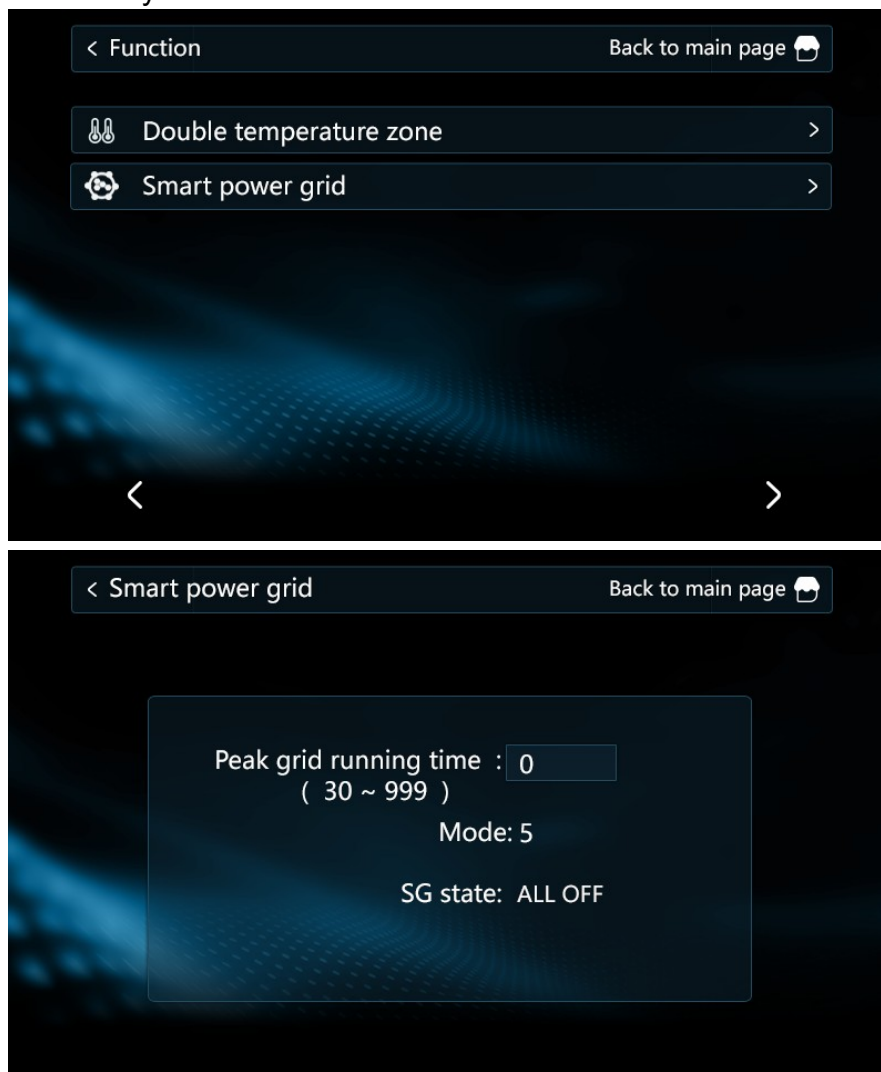 < Function Back to main page
Double temperature zone >
Smart power grid >
< >
< Smart power grid Back to main page
Peak grid running time : 0
( 30 ~ 999 )
Mode: 5
SG state: ALL OFF